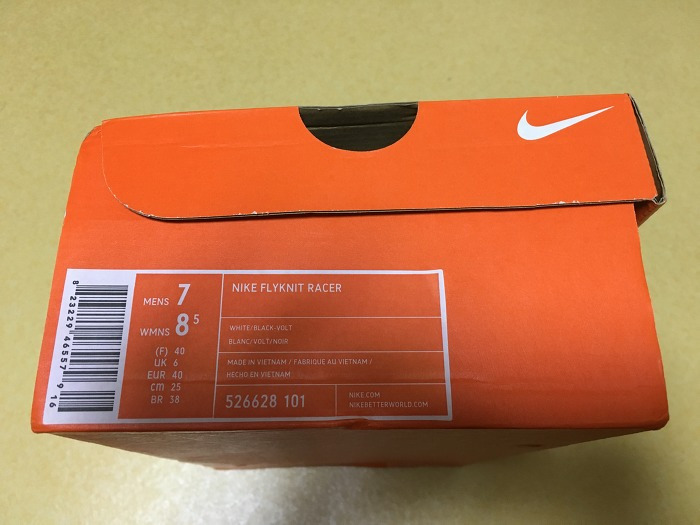 8 23229 46557 9 16
MENS 7
WMNS 8 5
(F) 40
UK 6
EUR 40
cm 25
BR 38
NIKE FLYKNIT RACER
WHITE/BLACK-VOLT
BLANC/VOLT/NOIR
MADE IN VIETNAM / FABRIQUE AU VIETNAM /
HECHO EN VIETNAM
526628 101
NIKE.COM
NIKEBETTERWORLD.COM